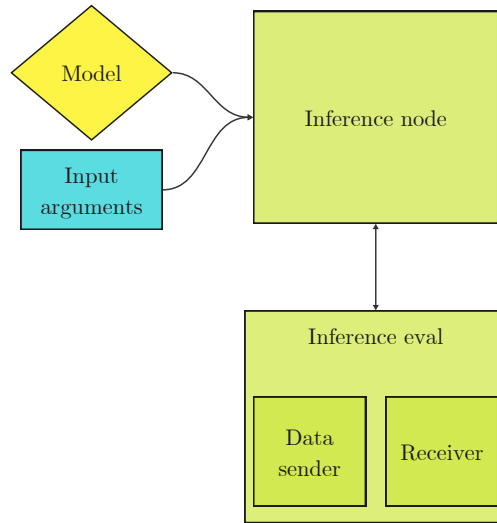 Model
Inference node
Input
arguments
Inference eval
Data
sender
Receiver